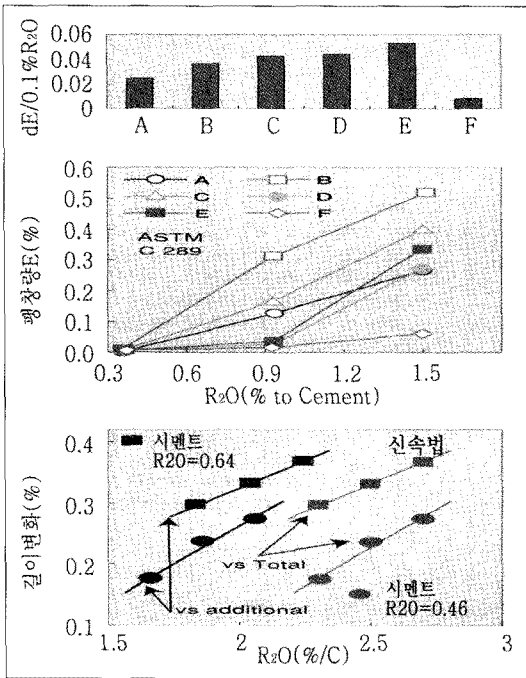 dE/0.1%R₂O
0.06
0.04
0.02
0
A B C D E F
팽창량E(%)
0.6
0.5
0.4
0.3
0.2
0.1
0.0
A B
C D
E F
ASTM
C 289
0.3 0.6 0.9 1.2 1.5
R₂O(% to Cement)
길이변화(%)
0.4
0.3
0.2
0.1
시멘트
R20=0.64
신속법
vs Total
vs additional
시멘트
R20=0.46
1.5 2 2.5 3
R₂O(%/C)